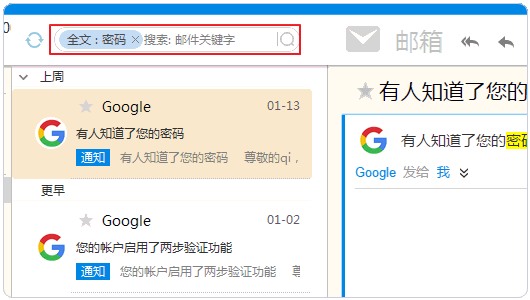 全文：密码 搜索: 邮件关键字
邮箱
上周
Google 01-13
有人知道了您的密码
通知 有人知道了您的密码 尊敬的qi，
更早
Google 01-02
您的帐户启用了两步验证功能
通知 您的帐户启用了两步验证功能
有人知道了您的
有人知道了您的密码
Google 发给 我